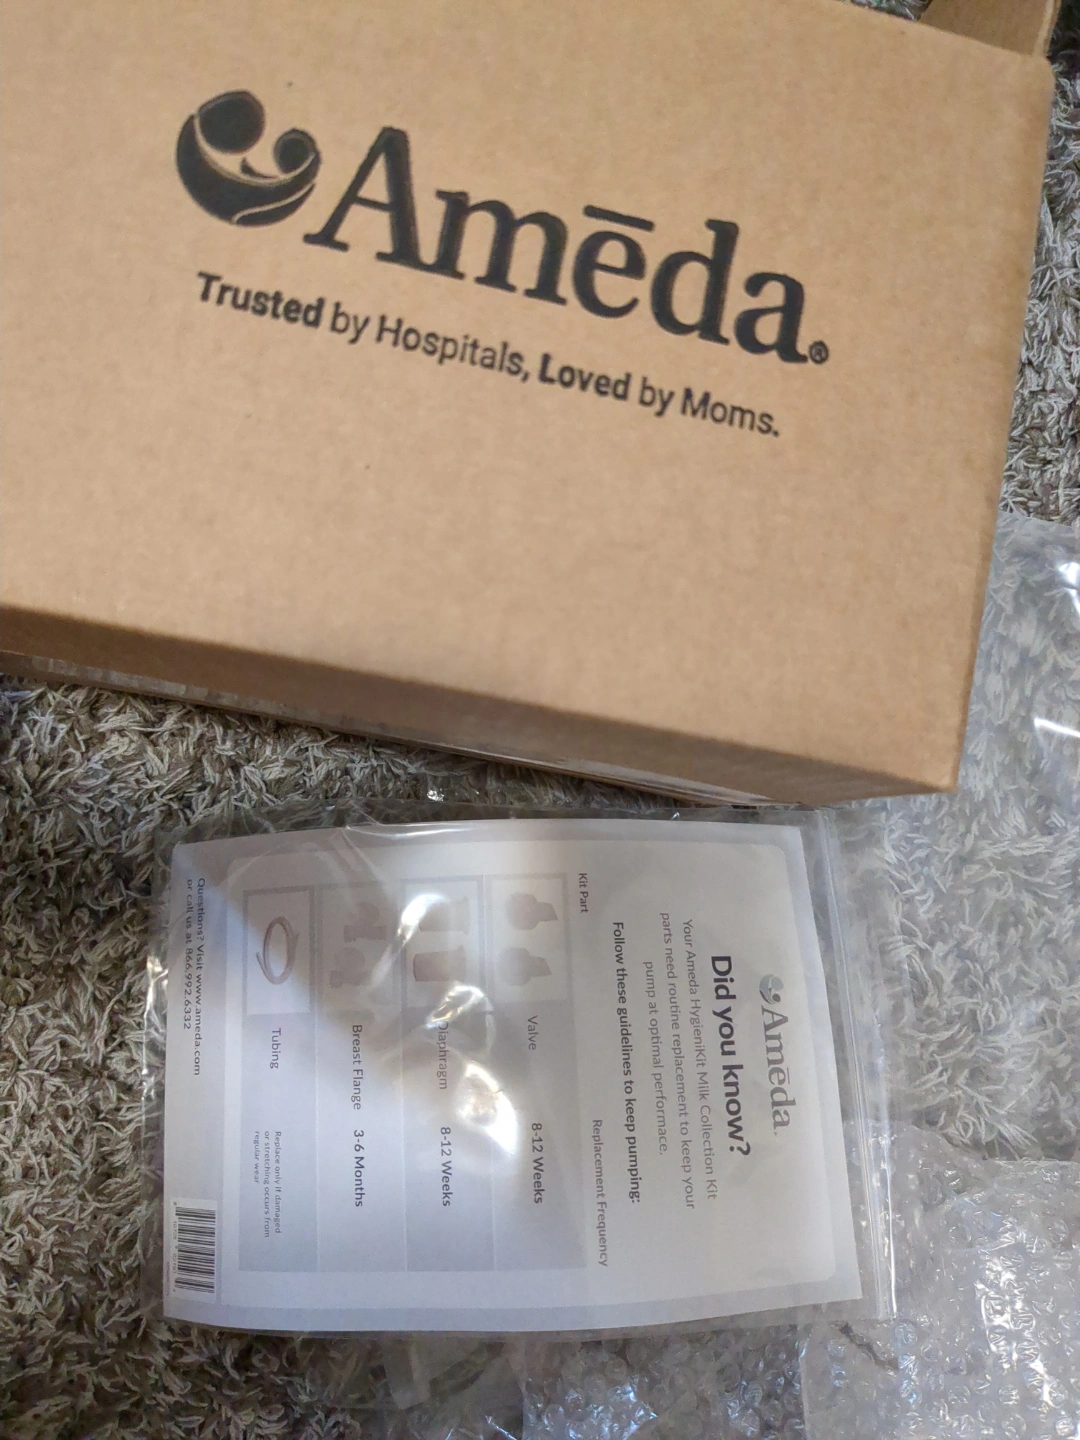 Amēda®
Trusted by Hospitals, Loved by Moms.
Amēda
Did you know?
Your Ameda HygieniKit Milk Collection Kit
parts need routine replacement to keep your
pump at optimal performace.
Follow these guidelines to keep pumping:
Kit Part
Replacement Frequency
Valve
8-12 Weeks
Diaphragm
8-12 Weeks
Breast Flange
3-6 Months
Tubing
Replace only if damaged
or stretching occurs from
regular wear
Questions? Visit www.ameda.com
or call us at 866.992.6332